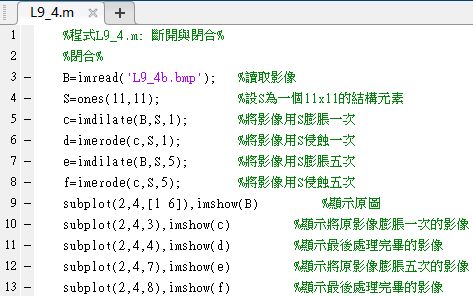 L9_4.m × +
1 %程式L9_4.m: 斷開與閉合%
2 %閉合%
3 – B=imread('L9_4b.bmp'); %讀取影像
4 – S=ones(11,11); %設S為一個11x11的結構元素
5 – c=imdilate(B,S,1); %將影像用S膨脹一次
6 – d=imerode(c,S,1); %將影像用S侵蝕一次
7 – e=imdilate(B,S,5); %將影像用S膨脹五次
8 – f=imerode(c,S,5); %將影像用S侵蝕五次
9 – subplot(2,4,[1 6]),imshow(B) %顯示原圖
10 – subplot(2,4,3),imshow(c) %顯示將原影像膨脹一次的影像
11 – subplot(2,4,4),imshow(d) %顯示最後處理完畢的影像
12 – subplot(2,4,7),imshow(e) %顯示將原影像膨脹五次的影像
13 – subplot(2,4,8),imshow(f) %顯示最後處理完畢的影像